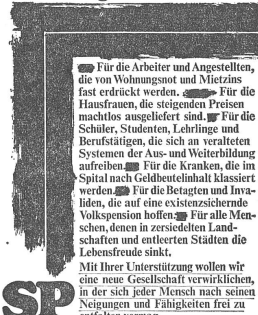 Für die Arbeiter und Angestellten,
die von Wohnungsnot und Mietzins
fast erdrückt werden. Für die
Hausfrauen, die steigenden Preisen
machtlos ausgeliefert sind. Für die
Schüler, Studenten, Lehrlinge und
Berufstätigen, die sich an veralteten
Systemen der Aus- und Weiterbildung
aufreiben. Für die Kranken, die im
Spital nach Geldbeutelinhalt klassiert
werden. Für die Betagten und Inva-
liden, die auf eine existenzsichernde
Volkspension hoffen. Für alle Men-
schen, denen in zersiedelten Land-
schaften und entleerten Städten die
Lebensfreude sinkt.
Mit Ihrer Unterstützung wollen wir
eine neue Gesellschaft verwirklichen,
in der sich jeder Mensch nach seinen
Neigungen und Fähigkeiten frei zu
SP